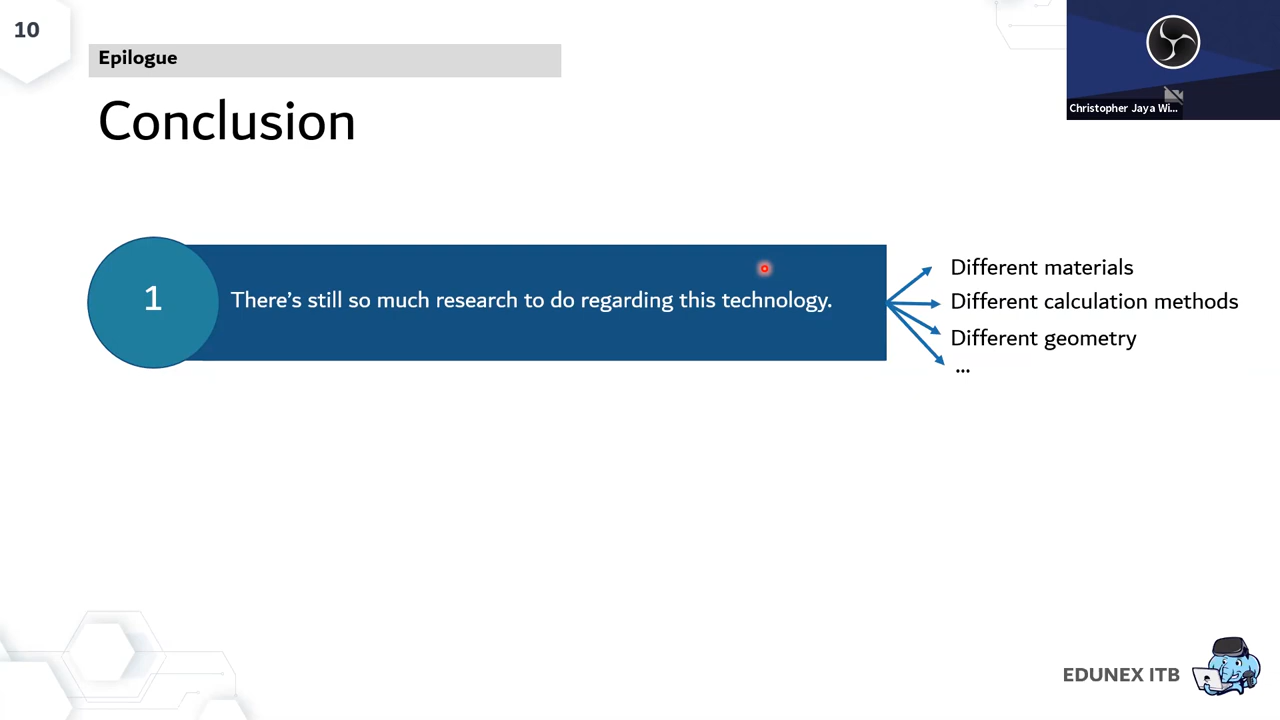 10
Epilogue
Conclusion
Christopher Jaya Wi...
1
There’s still so much research to do regarding this technology.
Different materials
Different calculation methods
Different geometry
...
EDUNEX ITB